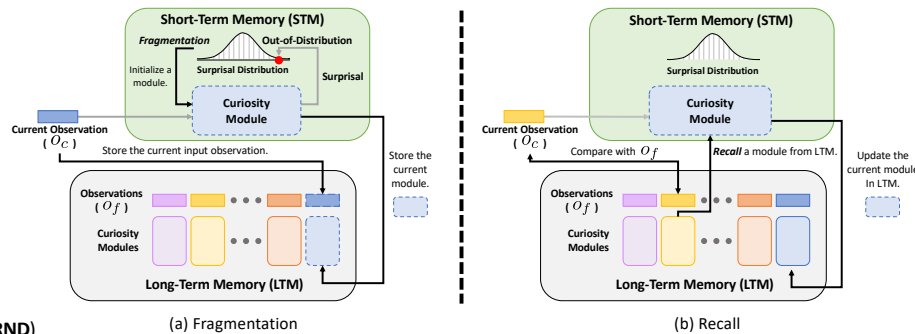 Short-Term Memory (STM)
Fragmentation
Out-of-Distribution
Initialize a
module.
Surprisal Distribution
Surprisal
Curiosity
Module
Current Observation
( O_C )
Store the current input observation.
Store the
current
module.
Observations
( O_f )
Curiosity
Modules
Long-Term Memory (LTM)
(a) Fragmentation
Short-Term Memory (STM)
Surprisal Distribution
Curiosity
Module
Current Observation
( O_C )
Compare with O_f
Recall a module from LTM.
Update the
current module
In LTM.
Observations
( O_f )
Curiosity
Modules
Long-Term Memory (LTM)
(b) Recall
RND)